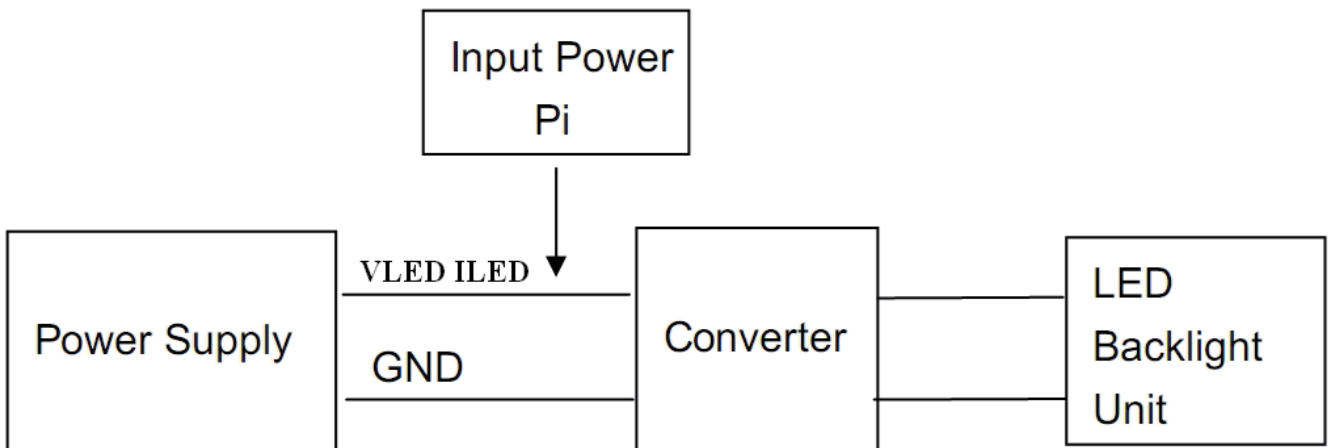 Input Power
Pi
VLED ILED
Power Supply
GND
Converter
LED
Backlight
Unit